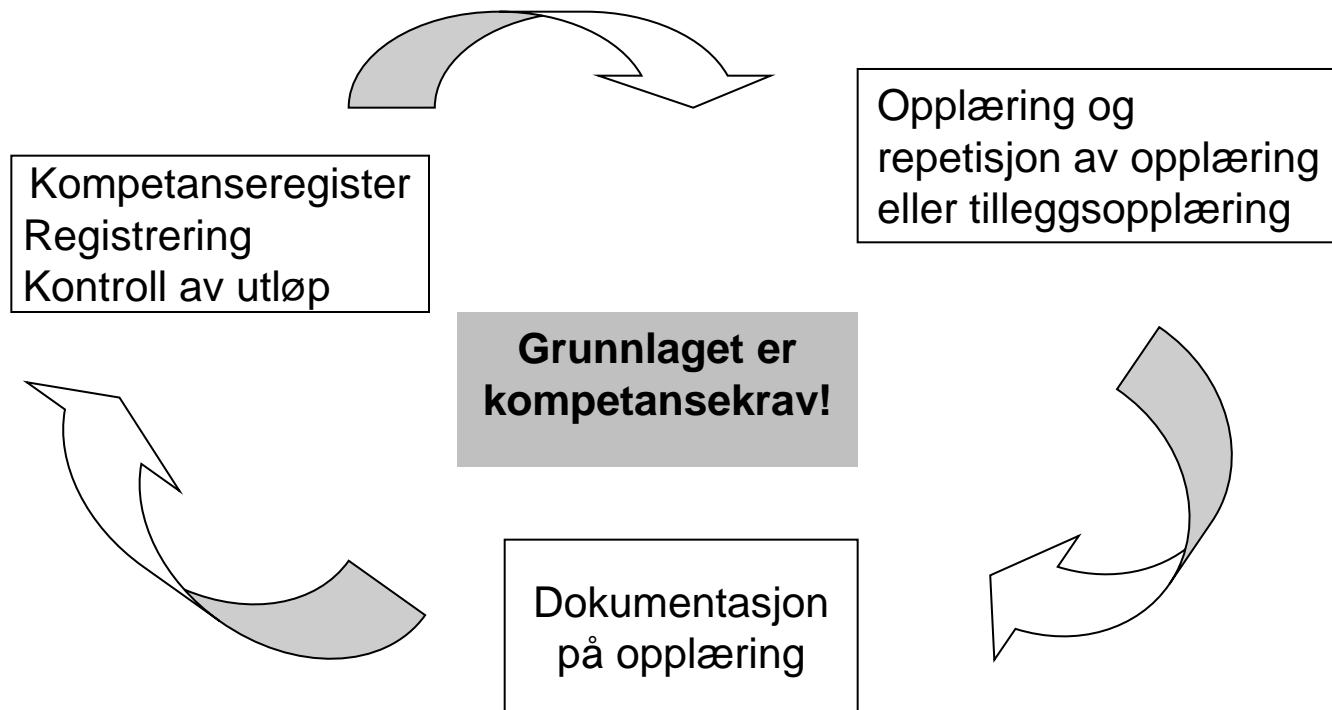 Kompetanseregister
Registrering
Kontroll av utløp
Opplæring og
repetisjon av opplæring
eller tilleggsopplæring
Grunnlaget er
kompetansekrav!
Dokumentasjon
på opplæring